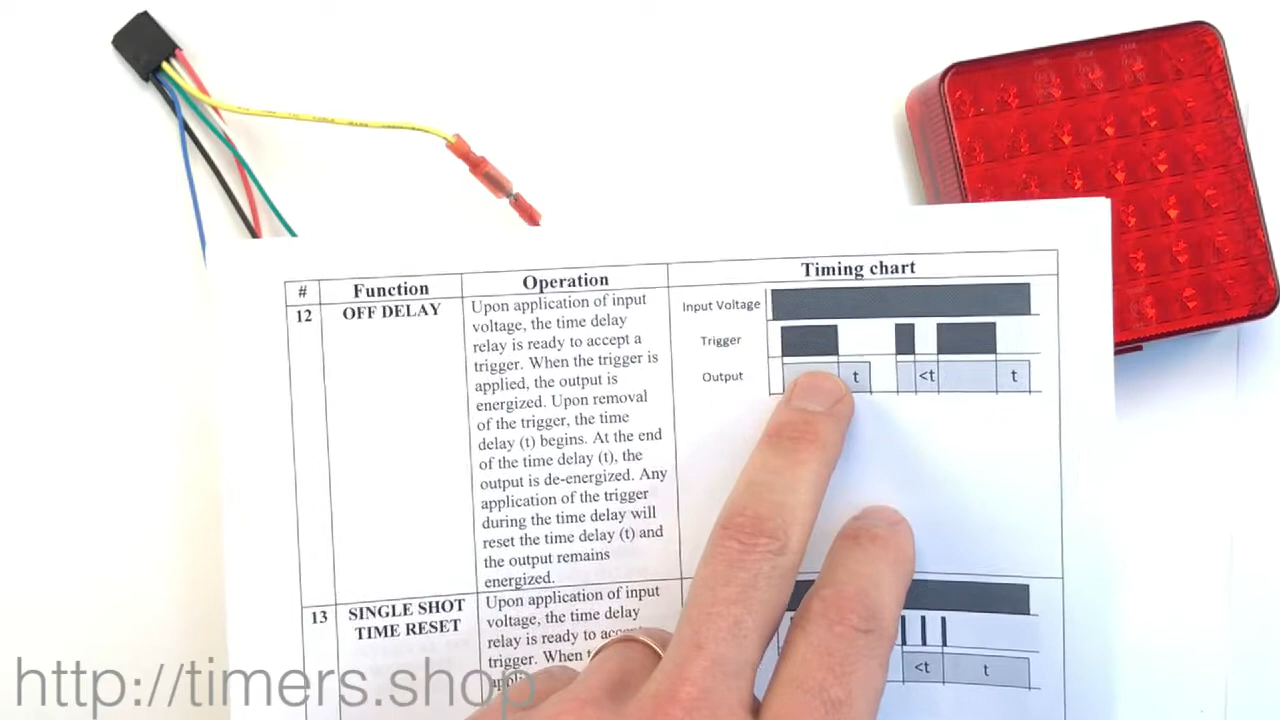 #
Function
Operation
Timing chart
12
OFF DELAY
Upon application of input
voltage, the time delay
relay is ready to accept a
trigger. When the trigger is
applied, the output is
energized. Upon removal
of the trigger, the time
delay (t) begins. At the end
of the time delay (t), the
output is de-energized. Any
application of the trigger
during the time delay will
reset the time delay (t) and
the output remains
energized.
Input Voltage
Trigger
Output
t
<t
t
13
SINGLE SHOT
TIME RESET
Upon application of input
voltage, the time delay
relay is ready to
trigger. When
<t
t
http://timers.shop